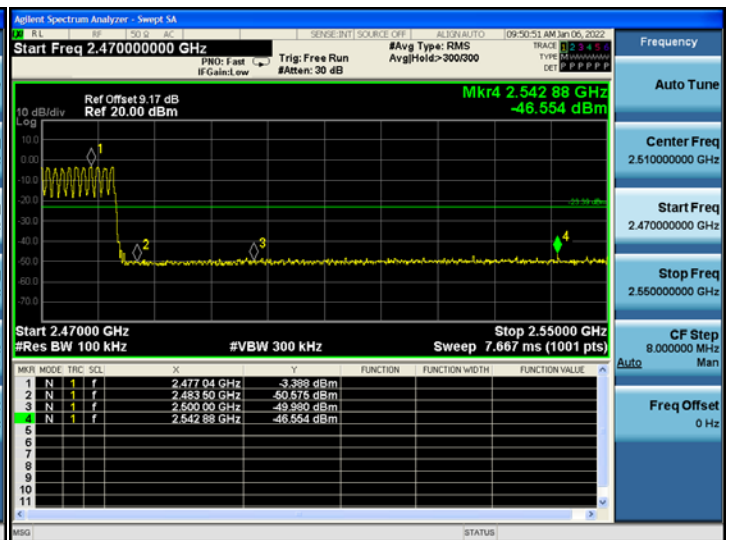 Agilent Spectrum Analyzer - Swept SA
RL RF 50 Ω AC SENSE:INT SOURCE OFF ALIGNAUTO 09:50:51 AM Jan 06, 2022
Start Freq 2.470000000 GHz
PNO: Fast
IFGain:Low
Trig: Free Run
#Atten: 30 dB
#Avg Type: RMS
Avg|Hold:>300/300
TRACE 1 2 3 4 5 6
TYPE M
DET P P P P P P
Ref Offset 9.17 dB
10 dB/div Ref 20.00 dBm
Log
Mkr4 2.542 88 GHz
-46.554 dBm
10.0
0.00
-10.0
-20.0
-30.0
-40.0
-50.0
-60.0
-70.0
1
2
3
4
-23.39 dBm
Start 2.47000 GHz Stop 2.55000 GHz
#Res BW 100 kHz #VBW 300 kHz Sweep 7.667 ms (1001 pts)
MKR MODE TRC SCL X Y FUNCTION FUNCTION WIDTH FUNCTION VALUE
1 N 1 f 2.477 04 GHz -3.388 dBm
2 N 1 f 2.483 50 GHz -50.575 dBm
3 N 1 f 2.500 00 GHz -49.980 dBm
4 N 1 f 2.542 88 GHz -46.554 dBm
5
6
7
8
9
10
11
MSG STATUS
Frequency
Auto Tune
Center Freq
2.510000000 GHz
Start Freq
2.470000000 GHz
Stop Freq
2.550000000 GHz
CF Step
8.000000 MHz
Auto Man
Freq Offset
0 Hz